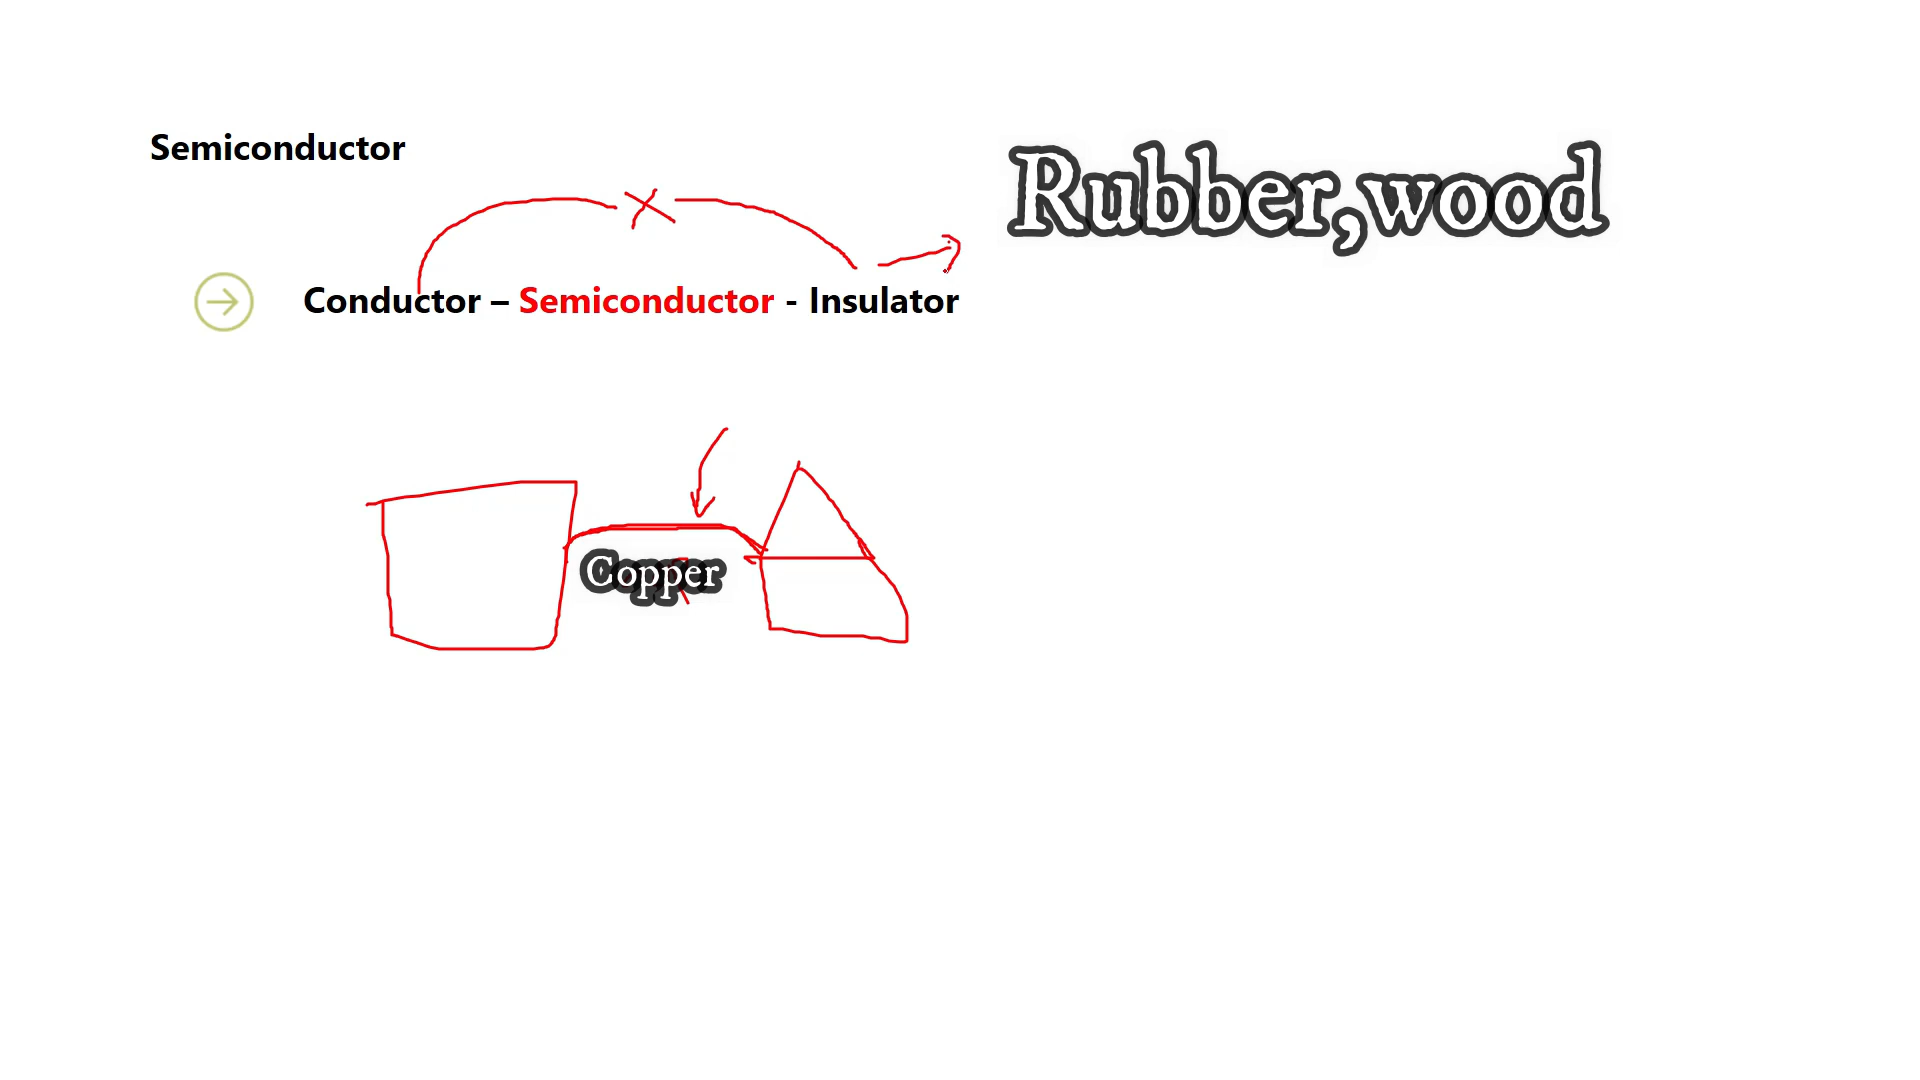 Semiconductor
Rubber,wood
Conductor – Semiconductor - Insulator
Copper